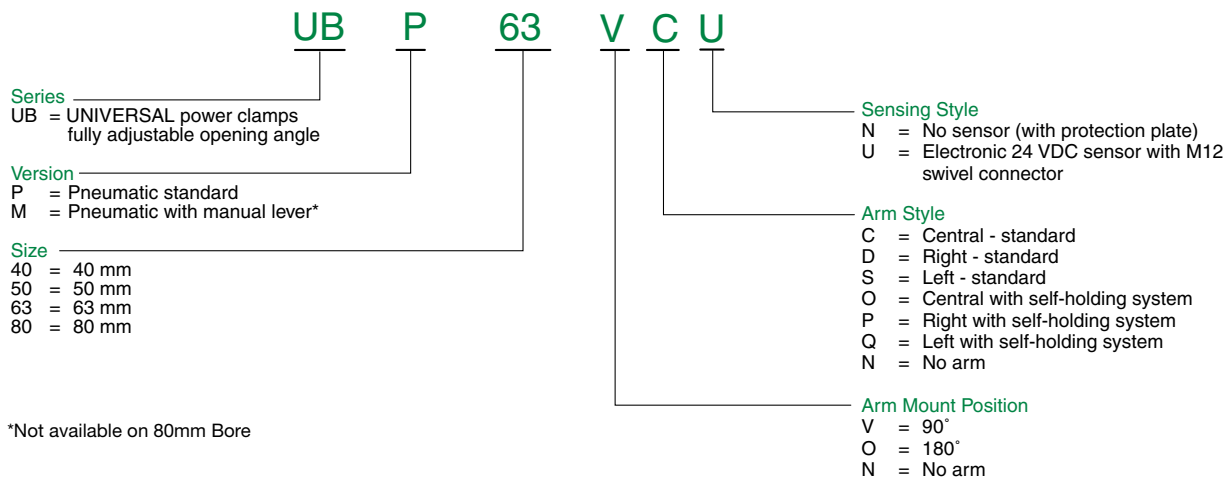 UB P 63 V C U
Series
UB = UNIVERSAL power clamps
fully adjustable opening angle
Version
P = Pneumatic standard
M = Pneumatic with manual lever*
Size
40 = 40 mm
50 = 50 mm
63 = 63 mm
80 = 80 mm
*Not available on 80mm Bore
Sensing Style
N = No sensor (with protection plate)
U = Electronic 24 VDC sensor with M12
swivel connector
Arm Style
C = Central - standard
D = Right - standard
S = Left - standard
O = Central with self-holding system
P = Right with self-holding system
Q = Left with self-holding system
N = No arm
Arm Mount Position
V = 90°
O = 180°
N = No arm